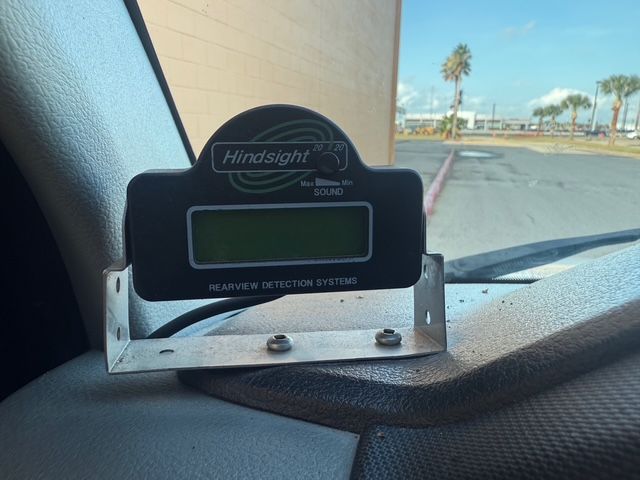 Hindsight 20 20
Max Min
SOUND
REARVIEW DETECTION SYSTEMS